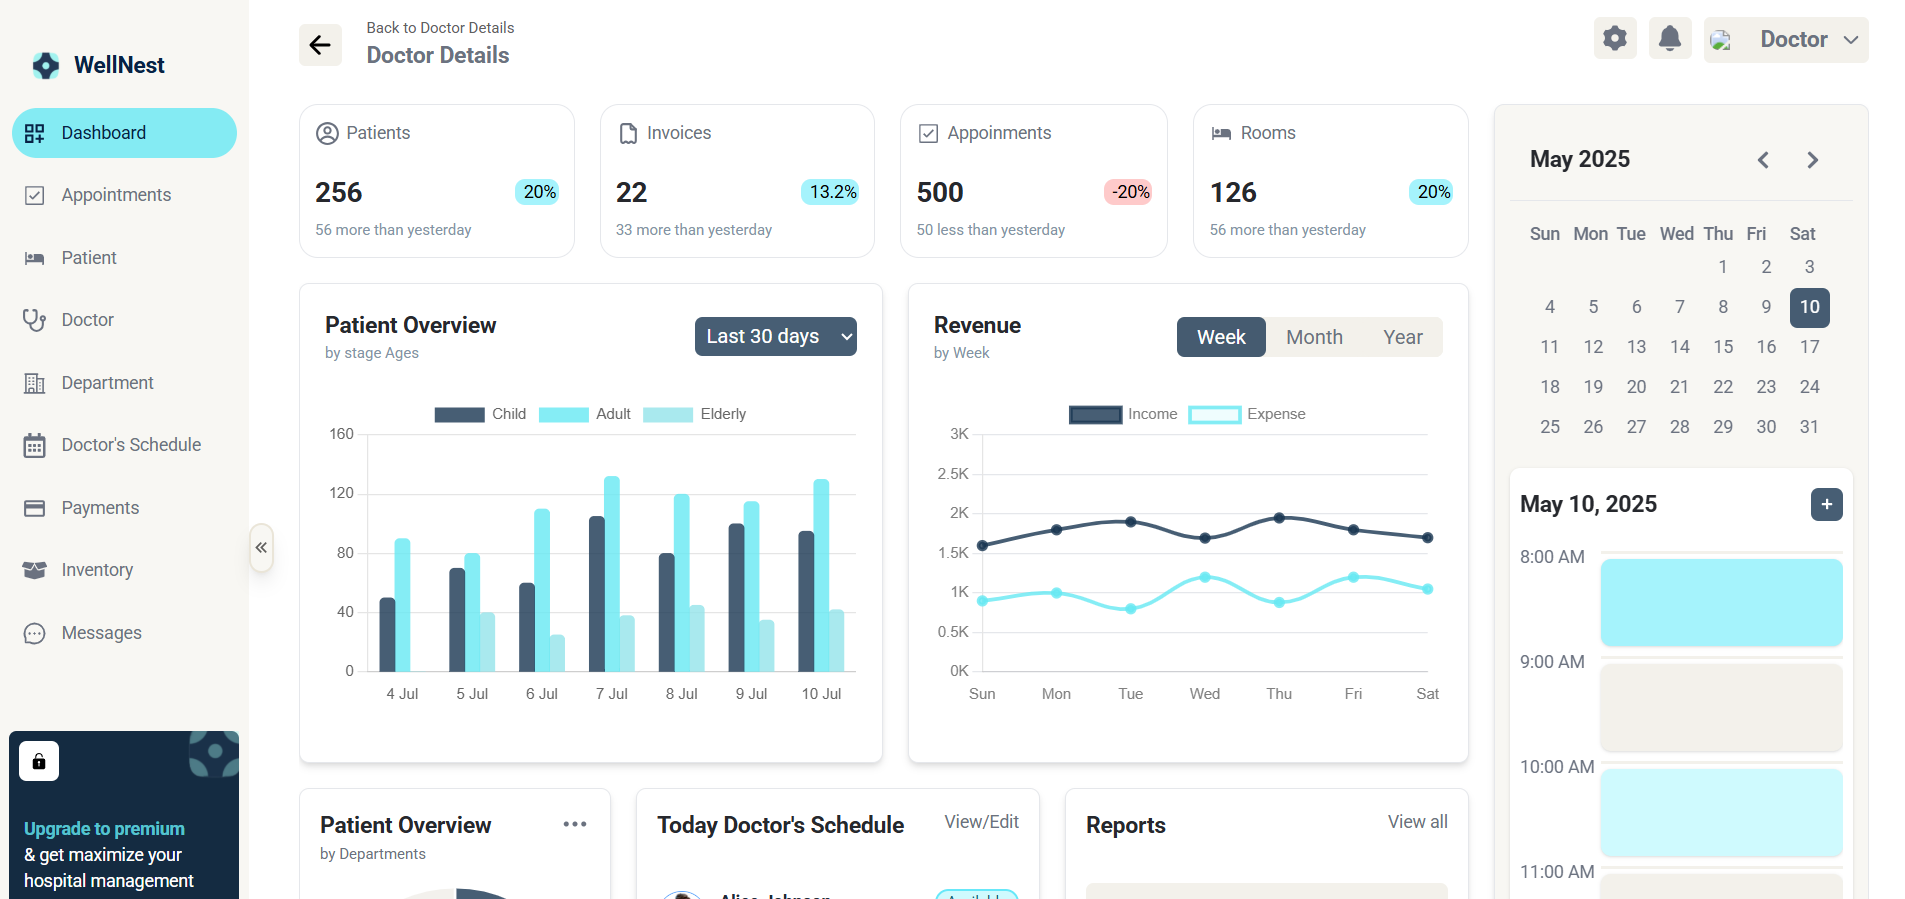 WellNest
Dashboard
Appointments
Patient
Doctor
Department
Doctor's Schedule
Payments
Inventory
Messages
Upgrade to premium
& get maximize your
hospital management
Back to Doctor Details
Doctor Details
Doctor
Patients
256
20%
56 more than yesterday
Invoices
22
13.2%
33 more than yesterday
Appoinments
500
-20%
50 less than yesterday
Rooms
126
20%
56 more than yesterday
Patient Overview
by stage Ages
Last 30 days
Child Adult Elderly
160
120
80
40
0
4 Jul 5 Jul 6 Jul 7 Jul 8 Jul 9 Jul 10 Jul
Revenue
by Week
Week Month Year
Income Expense
3K
2.5K
2K
1.5K
1K
0.5K
0K
Sun Mon Tue Wed Thu Fri Sat
Patient Overview
by Departments
Today Doctor's Schedule
View/Edit
Alice Johnson
Available
Reports
View all
May 2025
Sun Mon Tue Wed Thu Fri Sat
1 2 3
4 5 6 7 8 9 10
11 12 13 14 15 16 17
18 19 20 21 22 23 24
25 26 27 28 29 30 31
May 10, 2025
+
8:00 AM
9:00 AM
10:00 AM
11:00 AM